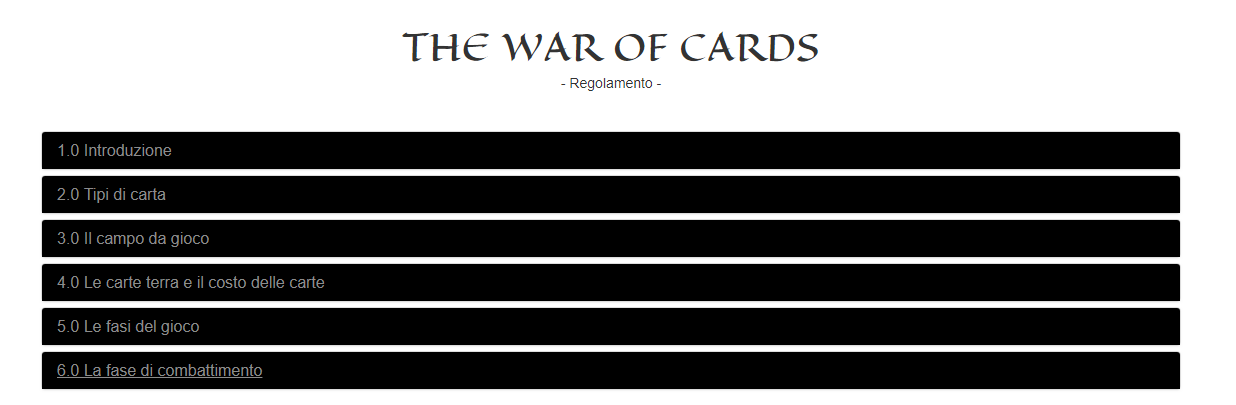 THE WAR OF CARDS
- Regolamento -
1.0 Introduzione
2.0 Tipi di carta
3.0 Il campo da gioco
4.0 Le carte terra e il costo delle carte
5.0 Le fasi del gioco
6.0 La fase di combattimento